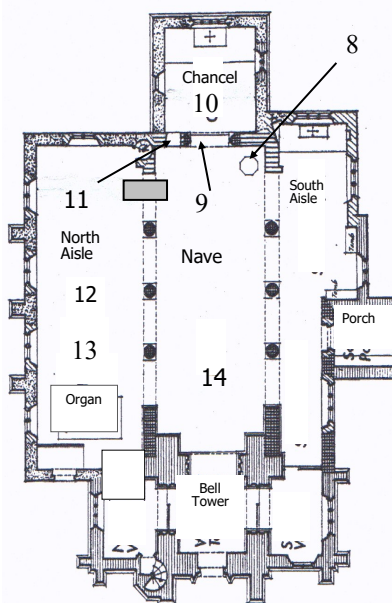 8
Chancel
10
11
9
South
Aisle
North
Aisle
Nave
12
Porch
13
14
Organ
Bell
Tower